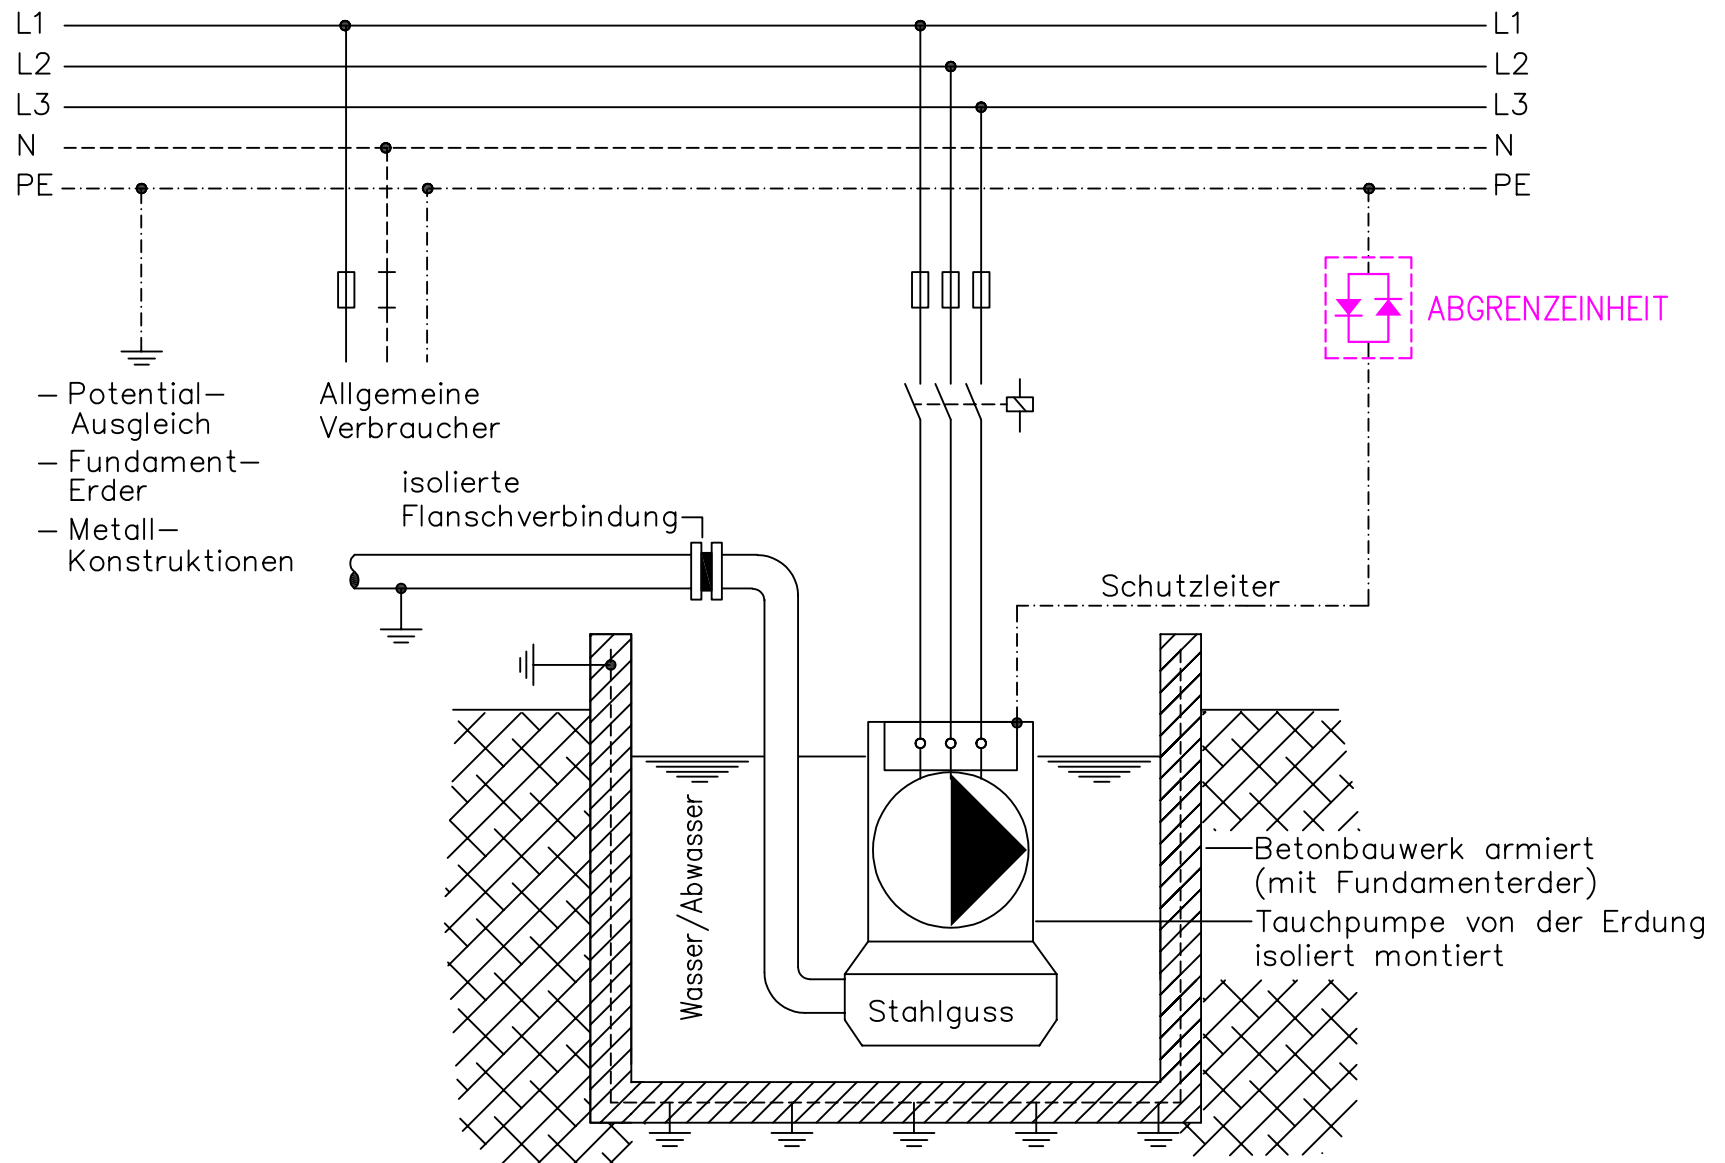 L1
L1
L2
L2
L3
L3
N
N
PE
PE
ABGRENZEINHEIT
– Potential–
Ausgleich
– Fundament–
Erder
– Metall–
Konstruktionen
Allgemeine
Verbraucher
isolierte
Flanschverbindung
Schutzleiter
Wasser/Abwasser
Stahlguss
Betonbauwerk armiert
(mit Fundamenterder)
Tauchpumpe von der Erdung
isoliert montiert